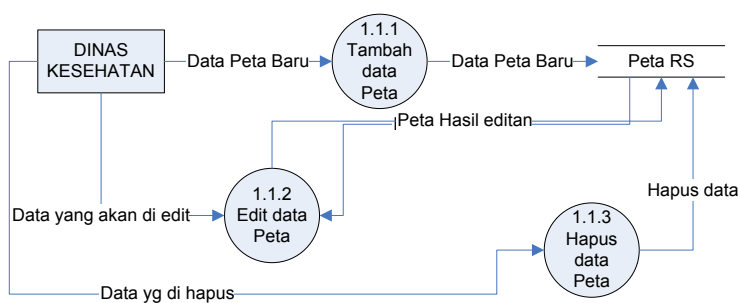 DINAS
KESEHATAN
Data Peta Baru
1.1.1
Tambah
data
Peta
Data Peta Baru
Peta RS
Peta Hasil editan
1.1.2
Edit data
Peta
Data yang akan di edit
Hapus data
1.1.3
Hapus
data
Peta
Data yg di hapus